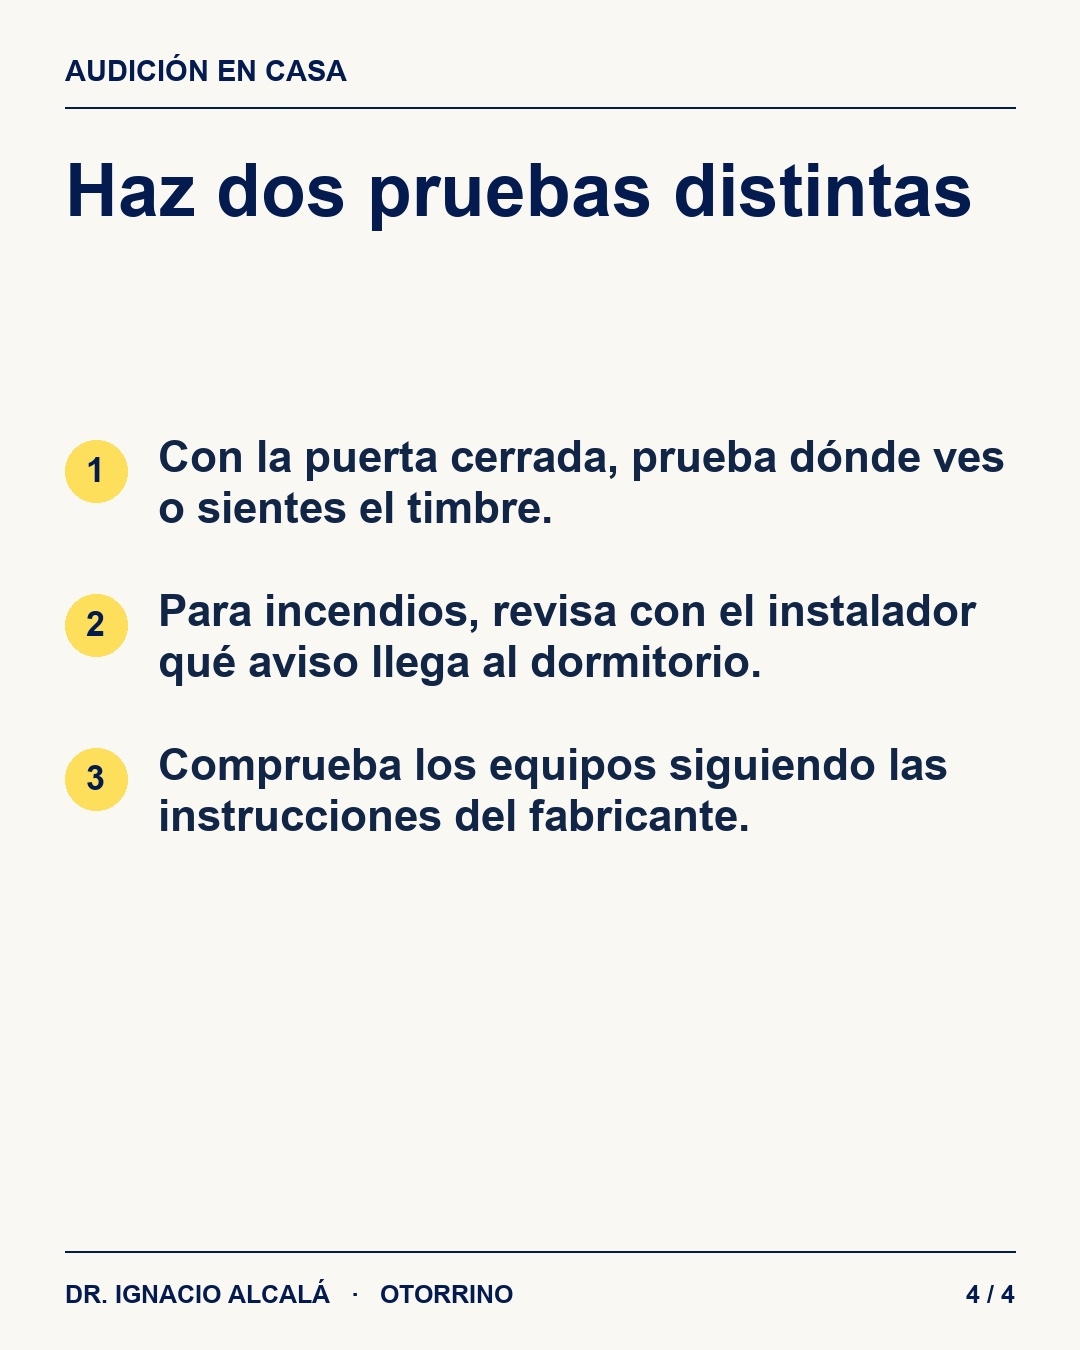 AUDICIÓN EN CASA
Haz dos pruebas distintas
1 Con la puerta cerrada, prueba dónde ves
o sientes el timbre.
2 Para incendios, revisa con el instalador
qué aviso llega al dormitorio.
3 Comprueba los equipos siguiendo las
instrucciones del fabricante.
DR. IGNACIO ALCALÁ · OTORRINO 4 / 4